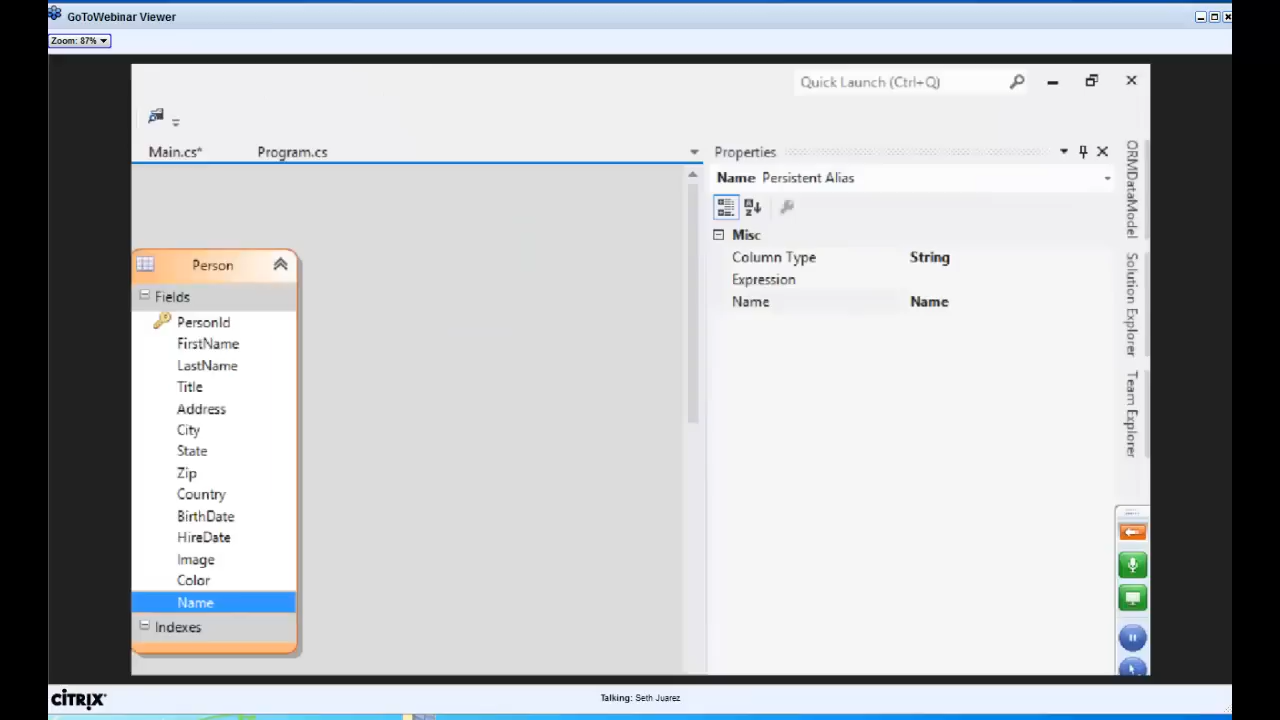 GoToWebinar Viewer
Zoom: 87%
Quick Launch (Ctrl+Q)
Main.cs*
Program.cs
Properties
Name Persistent Alias
Misc
Column Type String
Expression
Name Name
Person
Fields
PersonId
FirstName
LastName
Title
Address
City
State
Zip
Country
BirthDate
HireDate
Image
Color
Name
Indexes
ORMDataModel
Solution Explorer
Team Explorer
CİTRIX
Talking: Seth Juarez